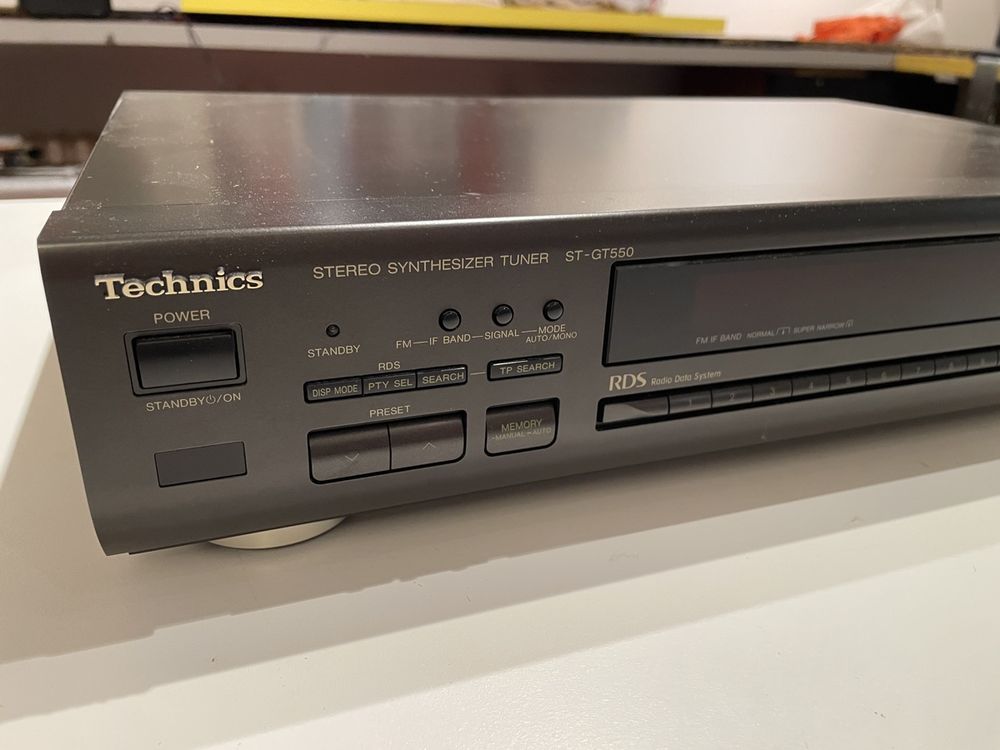 Technics
STEREO SYNTHESIZER TUNER ST-GT550
POWER
STANDBY⏻/ON
STANDBY
FM—IF BAND—SIGNAL—MODE
AUTO/MONO
RDS
DISP MODE PTY SEL SEARCH TP SEARCH
PRESET
MEMORY
-MANUAL-AUTO
FM IF BAND NORMAL/ SUPER NARROW/
RDS Radio Data System
1 2 3 4 5 6 7 8